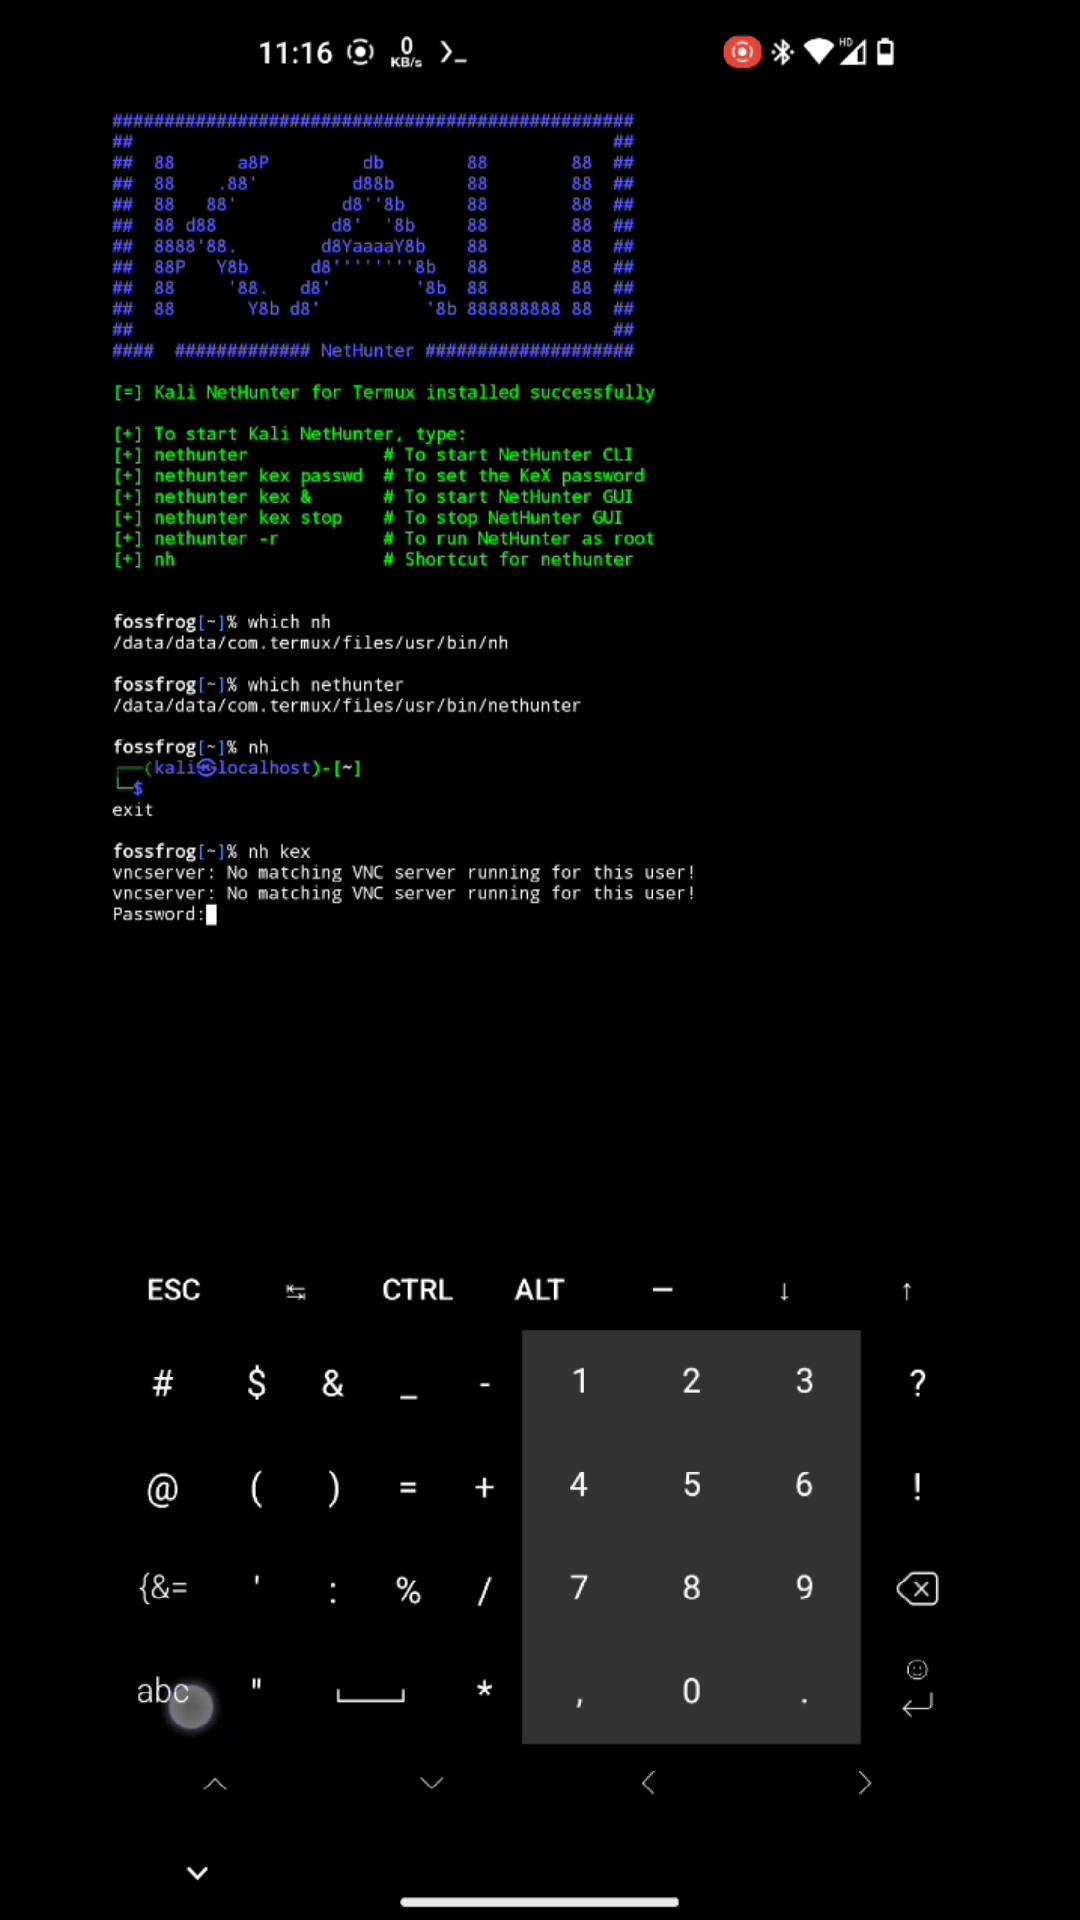 11:16 0 KB/s HD
################################################## 
##                                              ##
##  88      a8P         db        88        88  ##
##  88    .88'         d88b       88        88  ##
##  88   88'          d8''8b      88        88  ##
##  88 d88           d8'  '8b     88        88  ##
##  8888'88.        d8YaaaaY8b    88        88  ##
##  88P   Y8b      d8''''''''8b   88        88  ##
##  88     '88.   d8'        '8b  88        88  ##
##  88       Y8b d8'          '8b 888888888 88  ##
##                                              ##
####  ############# NetHunter ####################
[=] Kali NetHunter for Termux installed successfully
[+] To start Kali NetHunter, type:
[+] nethunter             # To start NetHunter CLI
[+] nethunter kex passwd  # To set the KeX password
[+] nethunter kex &       # To start NetHunter GUI
[+] nethunter kex stop    # To stop NetHunter GUI
[+] nethunter -r          # To run NetHunter as root
[+] nh                    # Shortcut for nethunter
fossfrog[~]% which nh
/data/data/com.termux/files/usr/bin/nh
fossfrog[~]% which nethunter
/data/data/com.termux/files/usr/bin/nethunter
fossfrog[~]% nh
┌──(kali㉿localhost)-[~]
└─$
exit
fossfrog[~]% nh kex
vncserver: No matching VNC server running for this user!
vncserver: No matching VNC server running for this user!
Password:
ESC ↹ CTRL ALT — ↓ ↑
# $ & _ - 1 2 3 ?
@ ( ) = + 4 5 6 !
{&= ' : % / 7 8 9
abc " * , 0 .